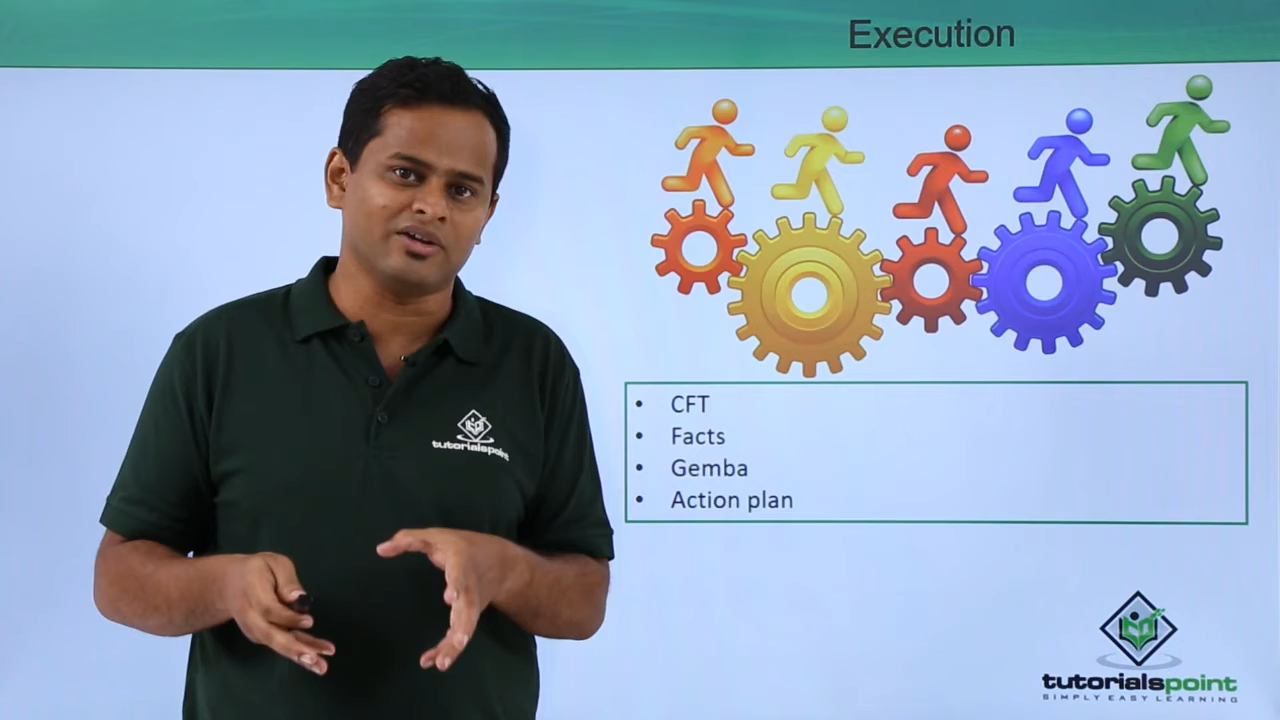 Execution
• CFT
• Facts
• Gemba
• Action plan
tutorialspoint
tutorialspoint
SIMPLY EASY LEARNING